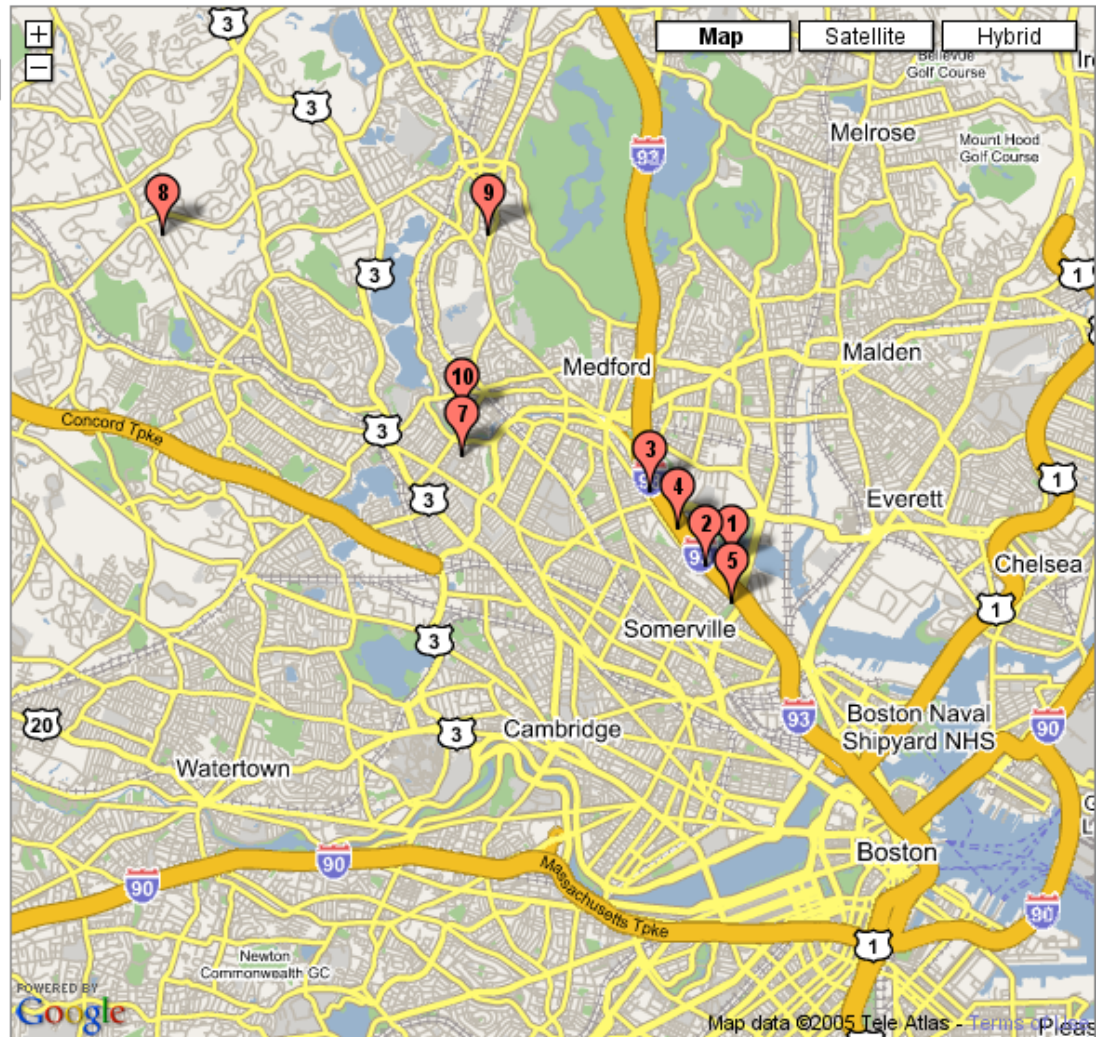 +
−
3
Map
Satellite
Hybrid
Bellevue
Golf Course
3
Melrose
Mount Hood
Golf Course
93
8
9
3
1
Medford
Malden
10
7
Concord Tpke
3
3
3
4
Everett
1
2
1
5
Chelsea
1
Somerville
3
20
3
Cambridge
93
Boston Naval
Shipyard NHS
90
Watertown
90
90
Massachusetts Tpke
Boston
90
1
Newton
Commonwealth GC
POWERED BY
Google
Map data ©2005 Tele Atlas -